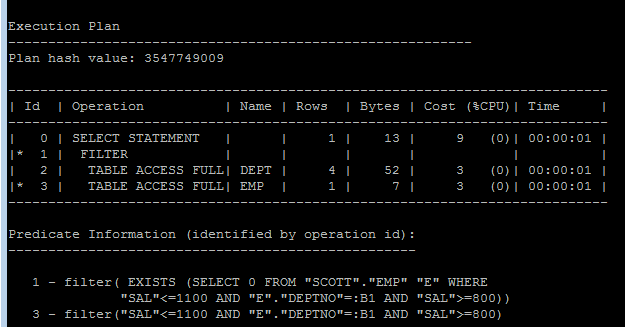 Execution Plan
----------------------------------------------------------
Plan hash value: 3547749009
---------------------------------------------------------------------------
| Id  | Operation          | Name | Rows  | Bytes | Cost (%CPU)| Time     |
---------------------------------------------------------------------------
|   0 | SELECT STATEMENT   |      |     1 |    13 |     9   (0)| 00:00:01 |
|*  1 |  FILTER            |      |       |       |            |          |
|   2 |   TABLE ACCESS FULL| DEPT |     4 |    52 |     3   (0)| 00:00:01 |
|*  3 |   TABLE ACCESS FULL| EMP  |     1 |     7 |     3   (0)| 00:00:01 |
---------------------------------------------------------------------------
Predicate Information (identified by operation id):
---------------------------------------------------
   1 - filter( EXISTS (SELECT 0 FROM "SCOTT"."EMP" "E" WHERE
              "SAL"<=1100 AND "E"."DEPTNO"=:B1 AND "SAL">=800))
   3 - filter("SAL"<=1100 AND "E"."DEPTNO"=:B1 AND "SAL">=800)